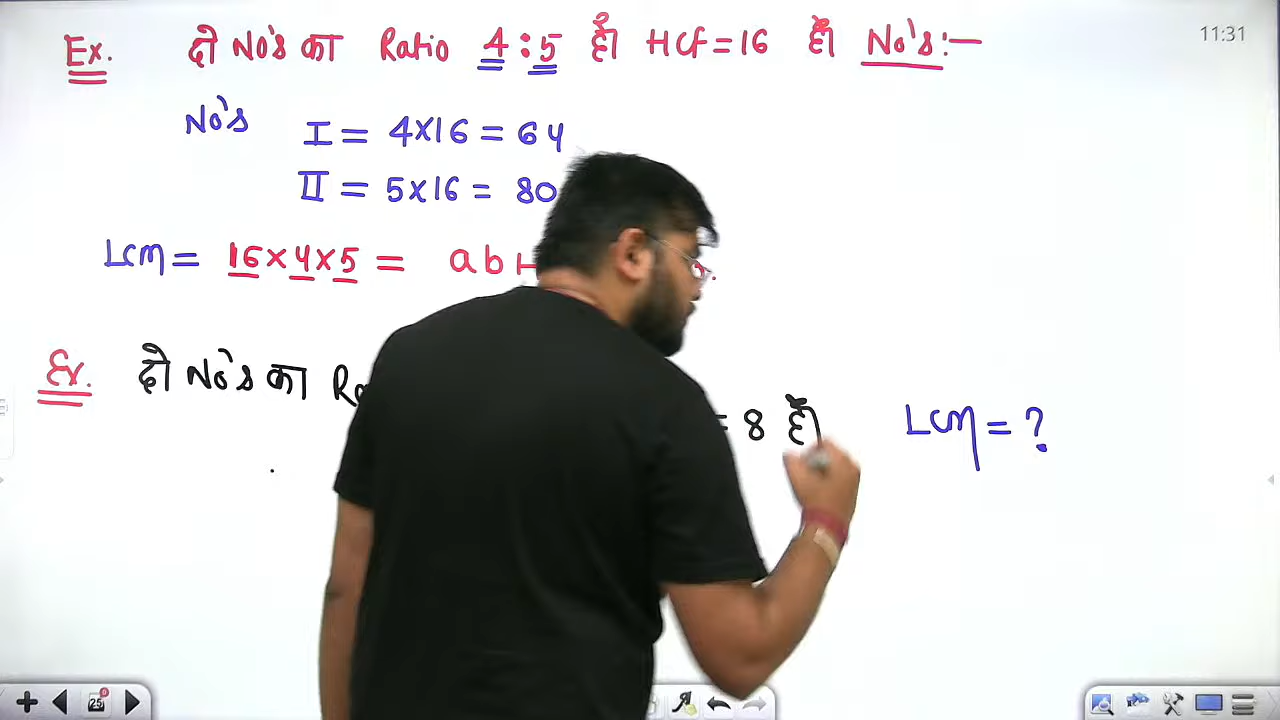 11:31
Ex. दो No's का Ratio 4 : 5 है। HCF = 16 है। No's :-
No's I = 4×16 = 64
II = 5×16 = 80
LCM = 16×4×5 = ab
Ex. दो No's का
= 8 है। LCM = ?
25